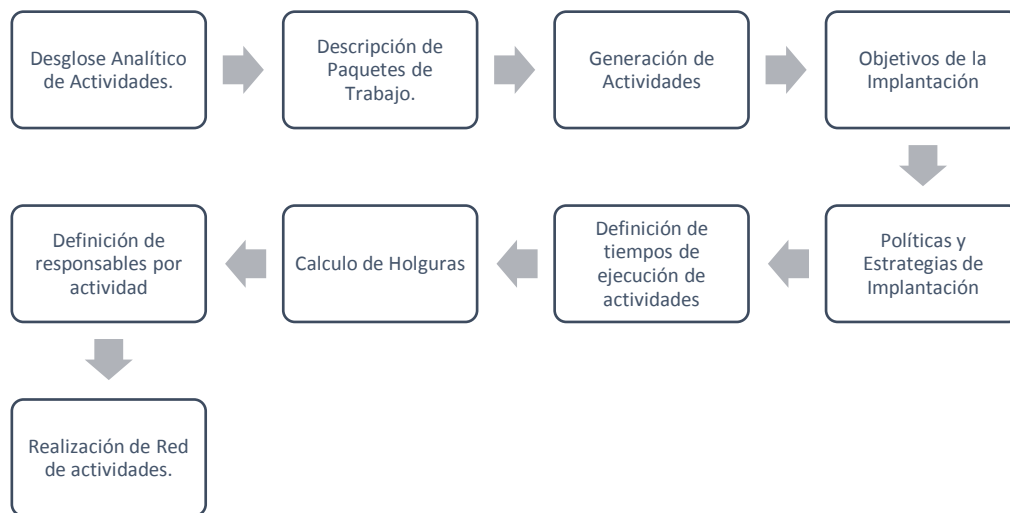 Desglose Analítico
de Actividades.
Descripción de
Paquetes de
Trabajo.
Generación de
Actividades
Objetivos de la
Implantación
Políticas y
Estrategias de
Implantación
Definición de
tiempos de
ejecución de
actividades
Calculo de Holguras
Definición de
responsables por
actividad
Realización de Red
de actividades.